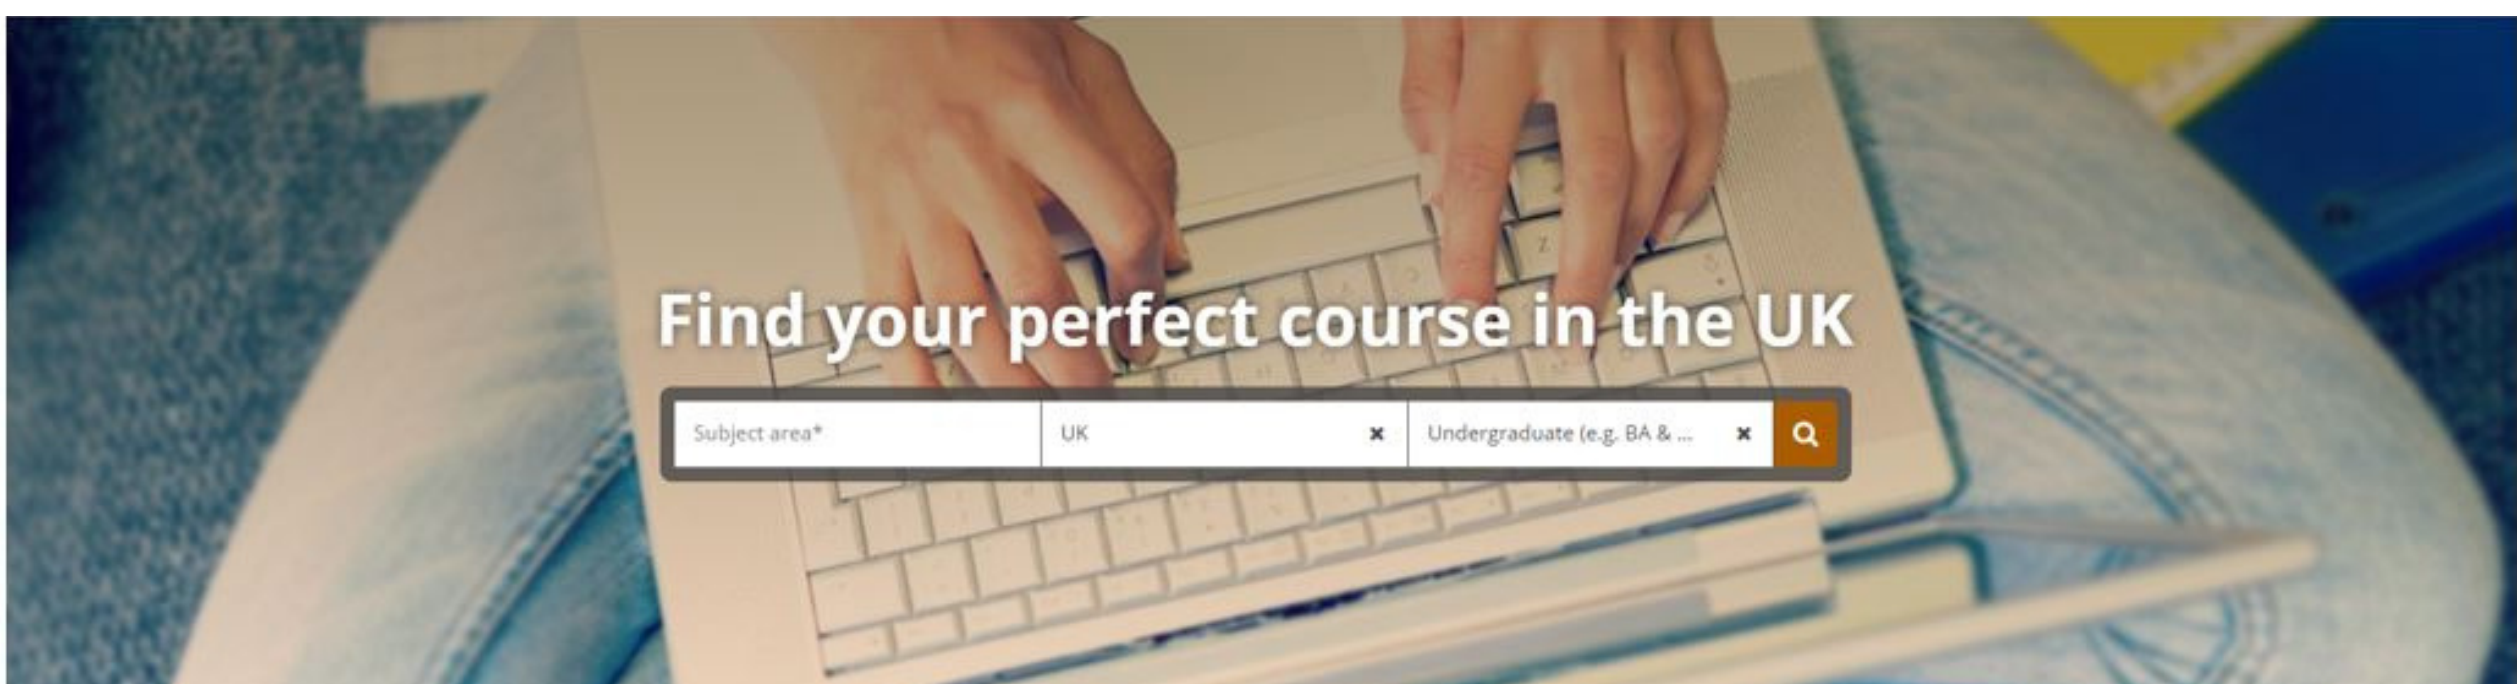 Find your perfect course in the UK
Subject area*
UK
Undergraduate (e.g. BA & ...